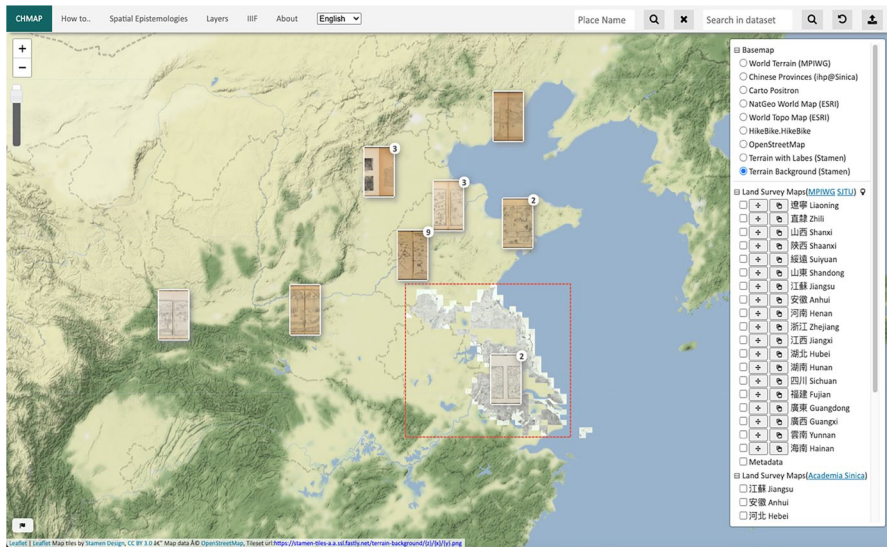 CHMAP How to.. Spatial Epistemologies Layers IIIF About English Place Name Search in dataset
+
−
Basemap
World Terrain (MPIWG)
Chinese Provinces (ihp@Sinica)
Carto Positron
NatGeo World Map (ESRI)
World Topo Map (ESRI)
HikeBike.HikeBike
OpenStreetMap
Terrain with Labes (Stamen)
Terrain Background (Stamen)
Land Survey Maps(MPIWG SJTU)
遼寧 Liaoning
直隸 Zhili
山西 Shanxi
陝西 Shaanxi
綏遠 Suiyuan
山東 Shandong
江蘇 Jiangsu
安徽 Anhui
河南 Henan
浙江 Zhejiang
江西 Jiangxi
湖北 Hubei
湖南 Hunan
四川 Sichuan
福建 Fujian
廣東 Guangdong
廣西 Guangxi
雲南 Yunnan
海南 Hainan
Metadata
Land Survey Maps(Academia Sinica)
江蘇 Jiangsu
安徽 Anhui
河北 Hebei
3
3
2
9
2
Leaflet | Leaflet Map tiles by Stamen Design, CC BY 3.0 â€" Map data Â© OpenStreetMap, Tileset url:https://stamen-tiles-a.a.ssl.fastly.net/terrain-background/{z}/{x}/{y}.png